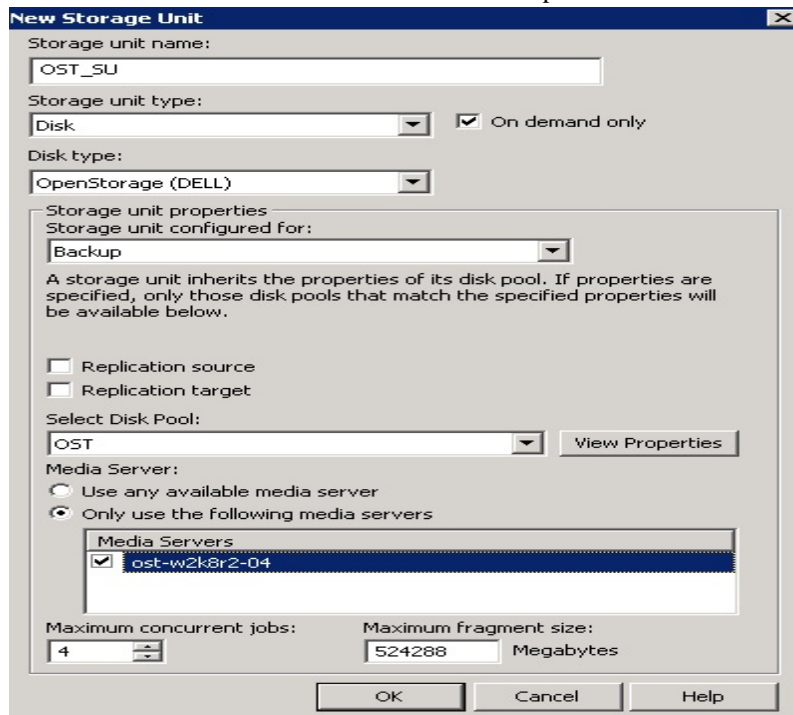 New Storage Unit
Storage unit name:
OST_SU
Storage unit type:
Disk
On demand only
Disk type:
OpenStorage (DELL)
Storage unit properties
Storage unit configured for:
Backup
A storage unit inherits the properties of its disk pool. If properties are
specified, only those disk pools that match the specified properties will
be available below.
Replication source
Replication target
Select Disk Pool:
OST
View Properties
Media Server:
Use any available media server
Only use the following media servers
Media Servers
ost-w2k8r2-04
Maximum concurrent jobs:
Maximum fragment size:
4
524288
Megabytes
OK
Cancel
Help